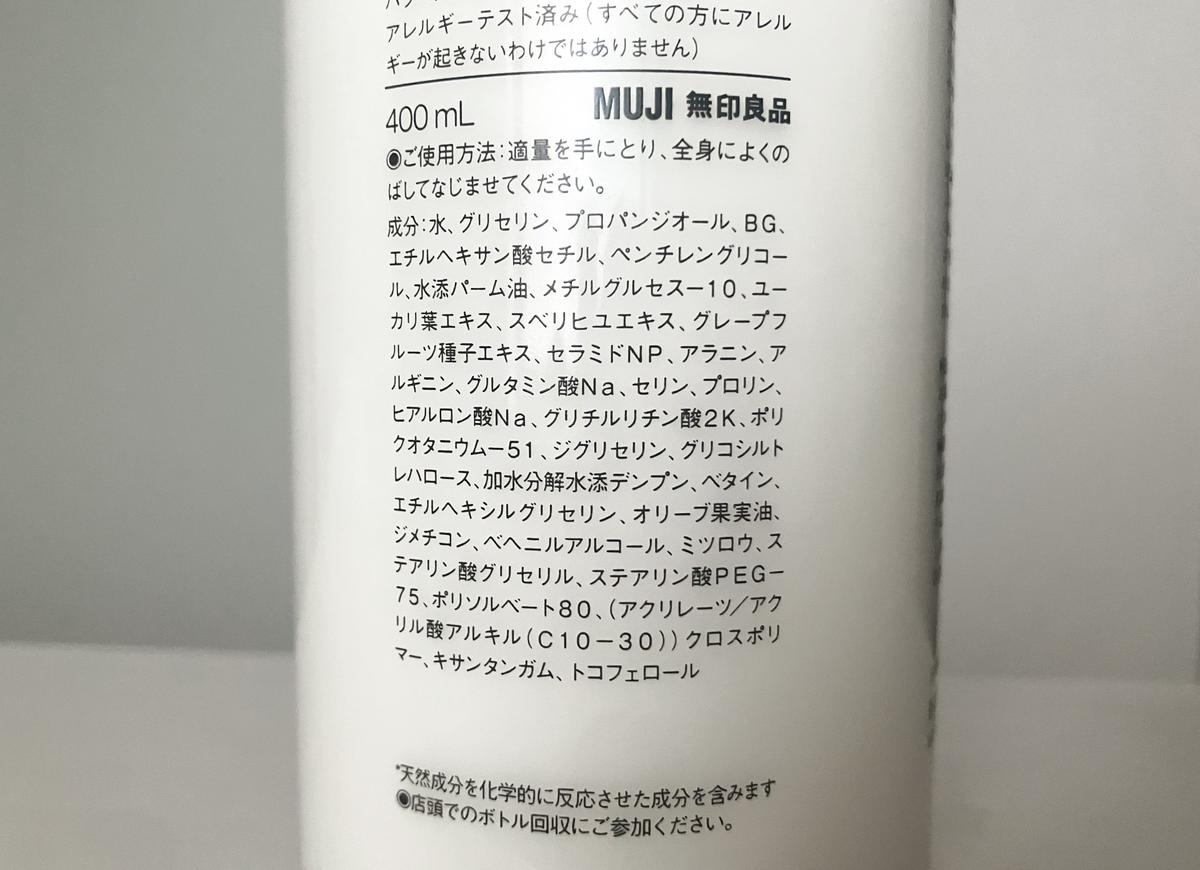 アレルギーテスト済み(すべての方にアレル
ギーが起きないわけではありません)
400mL MUJI 無印良品
◉ご使用方法:適量を手にとり、全身によくの
ばしてなじませてください。
成分:水、グリセリン、プロパンジオール、BG、
エチルヘキサン酸セチル、ペンチレングリコー
ル、水添パーム油、メチルグルセスー10、ユー
カリ葉エキス、スベリヒユエキス、グレープフ
ルーツ種子エキス、セラミドNP、アラニン、ア
ルギニン、グルタミン酸Na、セリン、プロリン、
ヒアルロン酸Na、グリチルリチン酸2K、ポリ
クオタニウムー51、ジグリセリン、グリコシルト
レハロース、加水分解水添デンプン、ベタイン、
エチルヘキシルグリセリン、オリーブ果実油、
ジメチコン、ベヘニルアルコール、ミツロウ、ス
テアリン酸グリセリル、ステアリン酸PEG−
75、ポリソルベート80、(アクリレーツ/アク
リル酸アルキル(C10−30))クロスポリ
マー、キサンタンガム、トコフェロール
*天然成分を化学的に反応させた成分を含みます
◉店頭でのボトル回収にご参加ください。